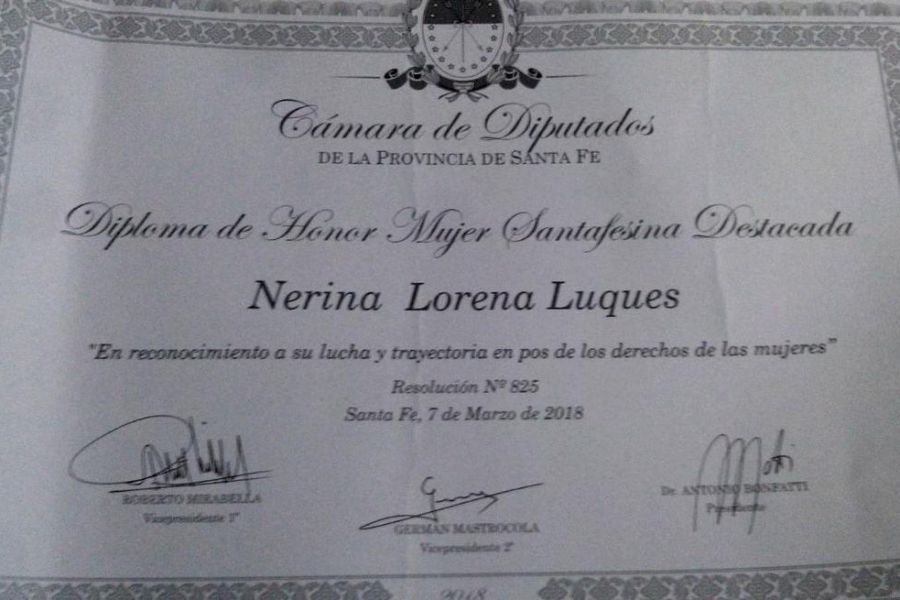 Cámara de Diputados
DE LA PROVINCIA DE SANTA FE
Diploma de Honor Mujer Santafesina Destacada
Nerina Lorena Luques
"En reconocimiento a su lucha y trayectoria en pos de los derechos de las mujeres"
Resolución Nº 825
Santa Fe, 7 de Marzo de 2018
ROBERTO MIRABELLA
Vicepresidente 1º
GERMÁN MASTROCOLA
Vicepresidente 2º
Dr. ANTONIO BONFATTI
Presidente
2018